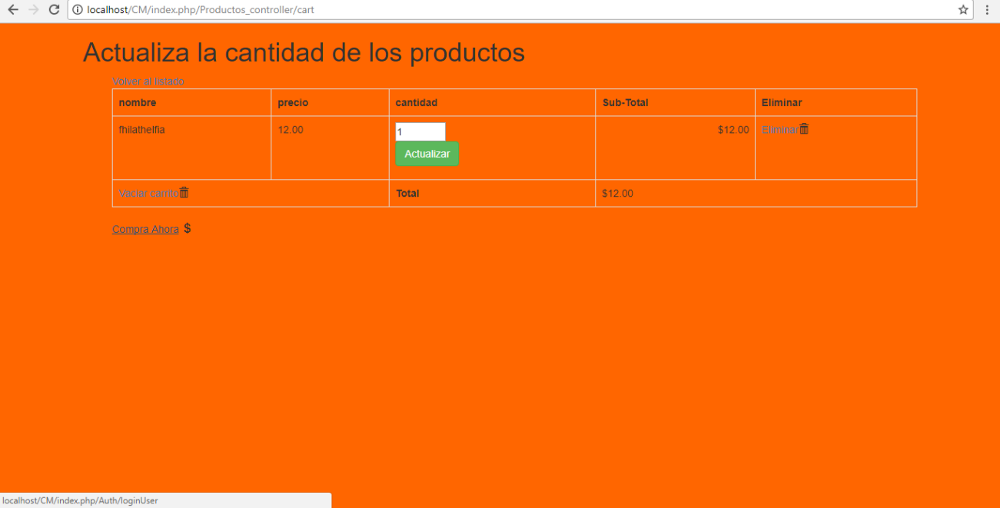 localhost/CM/index.php/Productos_controller/cart
Actualiza la cantidad de los productos
Volver al listado
nombre precio cantidad Sub-Total Eliminar
fhilathelfia 12.00 1 $12.00 Eliminar
Actualizar
Vaciar carrito Total $12.00
Compra Ahora $
localhost/CM/index.php/Auth/loginUser